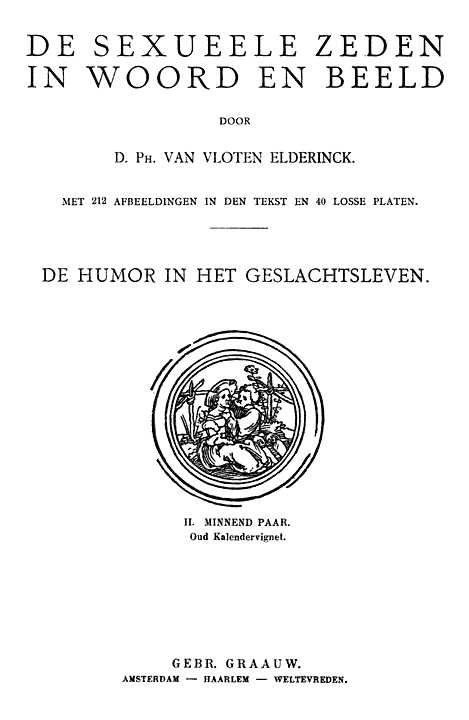 DE SEXUEELE ZEDEN
IN WOORD EN BEELD
DOOR
D. PH. VAN VLOTEN ELDERINCK.
MET 212 AFBEELDINGEN IN DEN TEKST EN 40 LOSSE PLATEN.
DE HUMOR IN HET GESLACHTSLEVEN.
II. MINNEND PAAR.
Oud Kalendervignet.
GEBR. GRAAUW.
AMSTERDAM — HAARLEM — WELTEVREDEN.